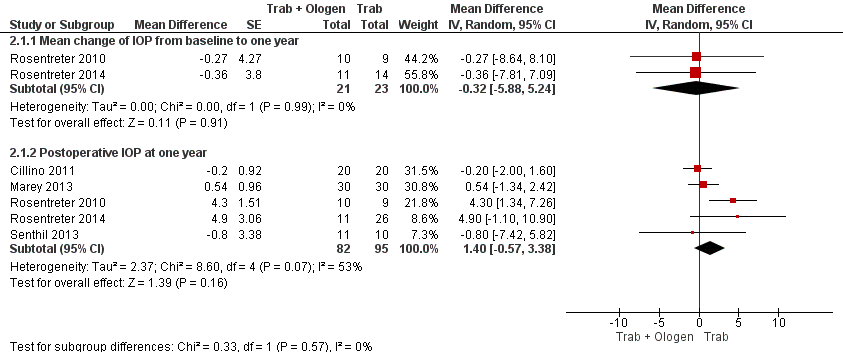 Trab + Ologen Trab Mean Difference Mean Difference
Study or Subgroup Mean Difference SE Total Total Weight IV, Random, 95% CI IV, Random, 95% CI
2.1.1 Mean change of IOP from baseline to one year
Rosentreter 2010 -0.27 4.27 10 9 44.2% -0.27 [-8.64, 8.10]
Rosentreter 2014 -0.36 3.8 11 14 55.8% -0.36 [-7.81, 7.09]
Subtotal (95% CI) 21 23 100.0% -0.32 [-5.88, 5.24]
Heterogeneity: Tau² = 0.00; Chi² = 0.00, df = 1 (P = 0.99); I² = 0%
Test for overall effect: Z = 0.11 (P = 0.91)
2.1.2 Postoperative IOP at one year
Cillino 2011 -0.2 0.92 20 20 31.5% -0.20 [-2.00, 1.60]
Marey 2013 0.54 0.96 30 30 30.8% 0.54 [-1.34, 2.42]
Rosentreter 2010 4.3 1.51 10 9 21.8% 4.30 [1.34, 7.26]
Rosentreter 2014 4.9 3.06 11 26 8.6% 4.90 [-1.10, 10.90]
Senthil 2013 -0.8 3.38 11 10 7.3% -0.80 [-7.42, 5.82]
Subtotal (95% CI) 82 95 100.0% 1.40 [-0.57, 3.38]
Heterogeneity: Tau² = 2.37; Chi² = 8.60, df = 4 (P = 0.07); I² = 53%
Test for overall effect: Z = 1.39 (P = 0.16)
-10 -5 0 5 10
Trab + Ologen Trab
Test for subgroup differences: Chi² = 0.33, df = 1 (P = 0.57), I² = 0%